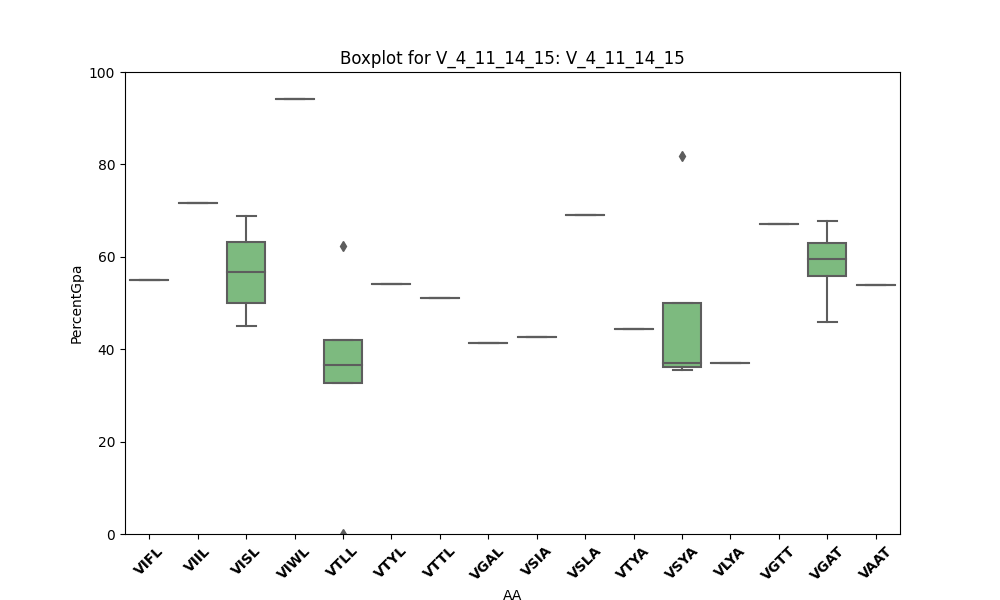 Boxplot for V_4_11_14_15: V_4_11_14_15
100
80
60
40
20
0
PercentGpa
VIFL VIIL VISL VIWL VTLL VTYL VTTL VGAL VSIA VSLA VTYA VSYA VLYA VGTT VGAT VAAT
AA